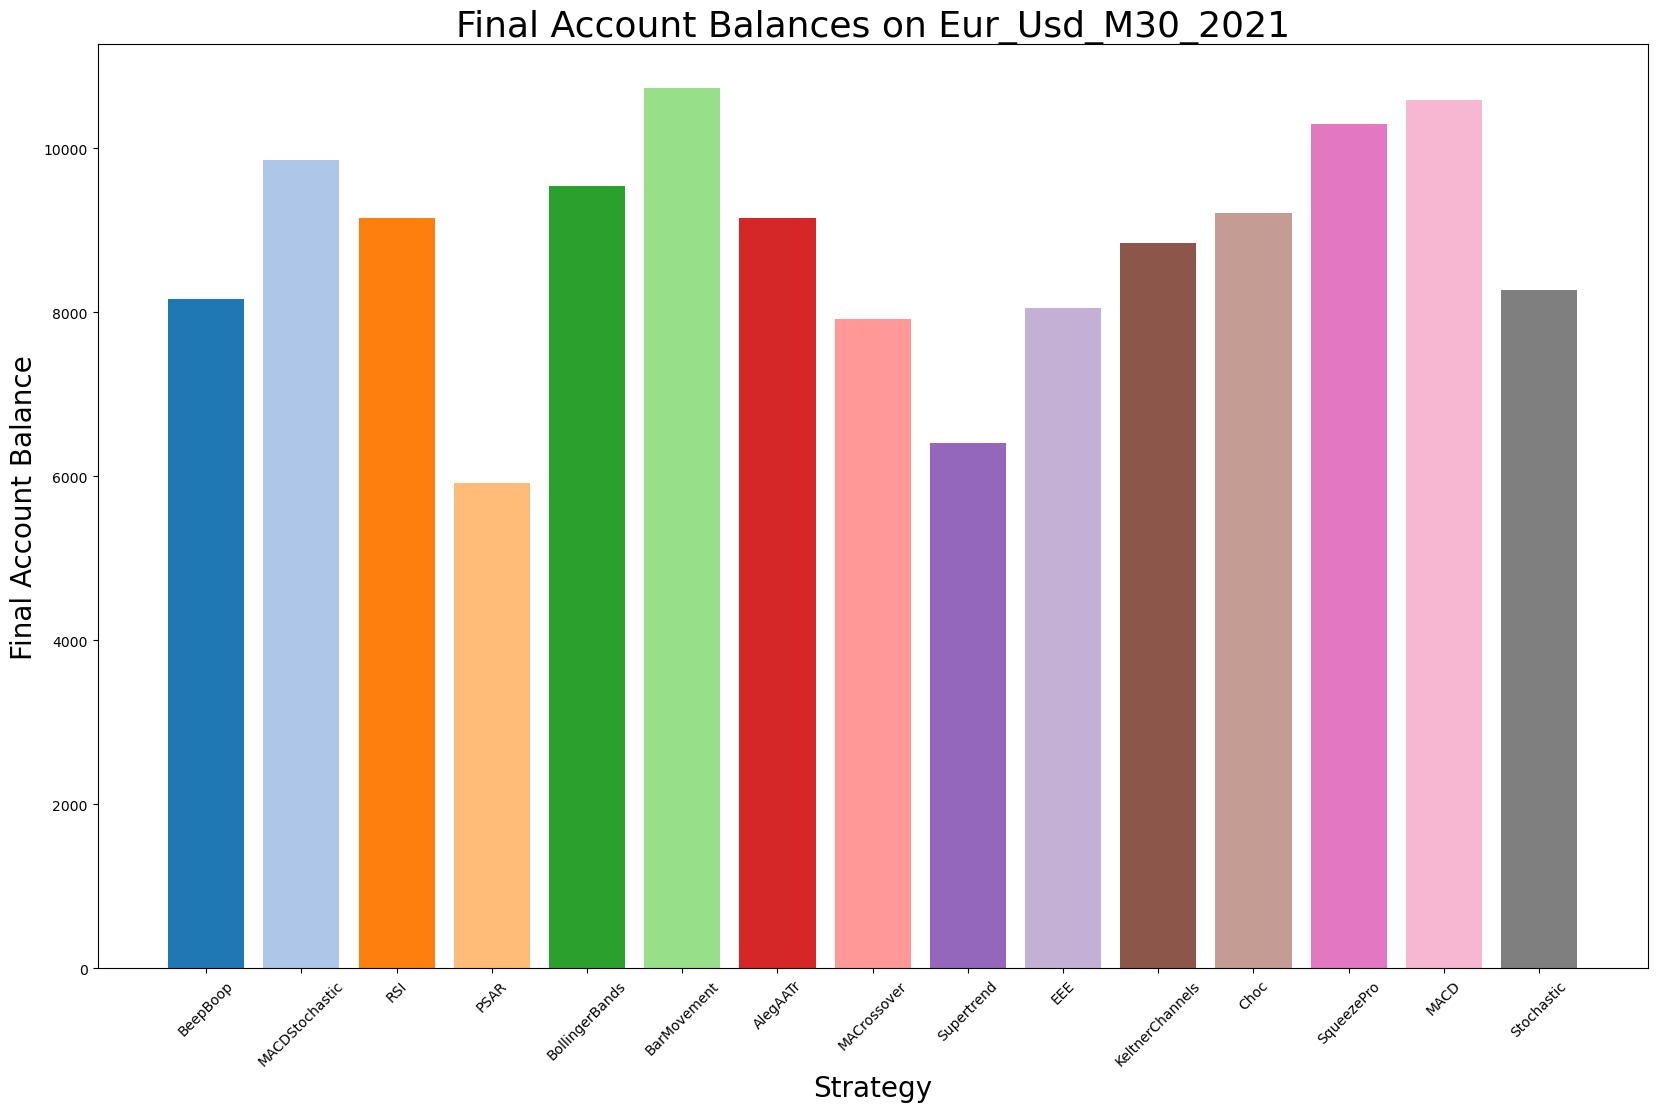 Final Account Balances on Eur_Usd_M30_2021
Final Account Balance
10000
8000
6000
4000
2000
0
BeepBoop
MACDStochastic
RSI
PSAR
BollingerBands
BarMovement
AlegAATr
MACrossover
Supertrend
EEE
KeltnerChannels
Choc
SqueezePro
MACD
Stochastic
Strategy